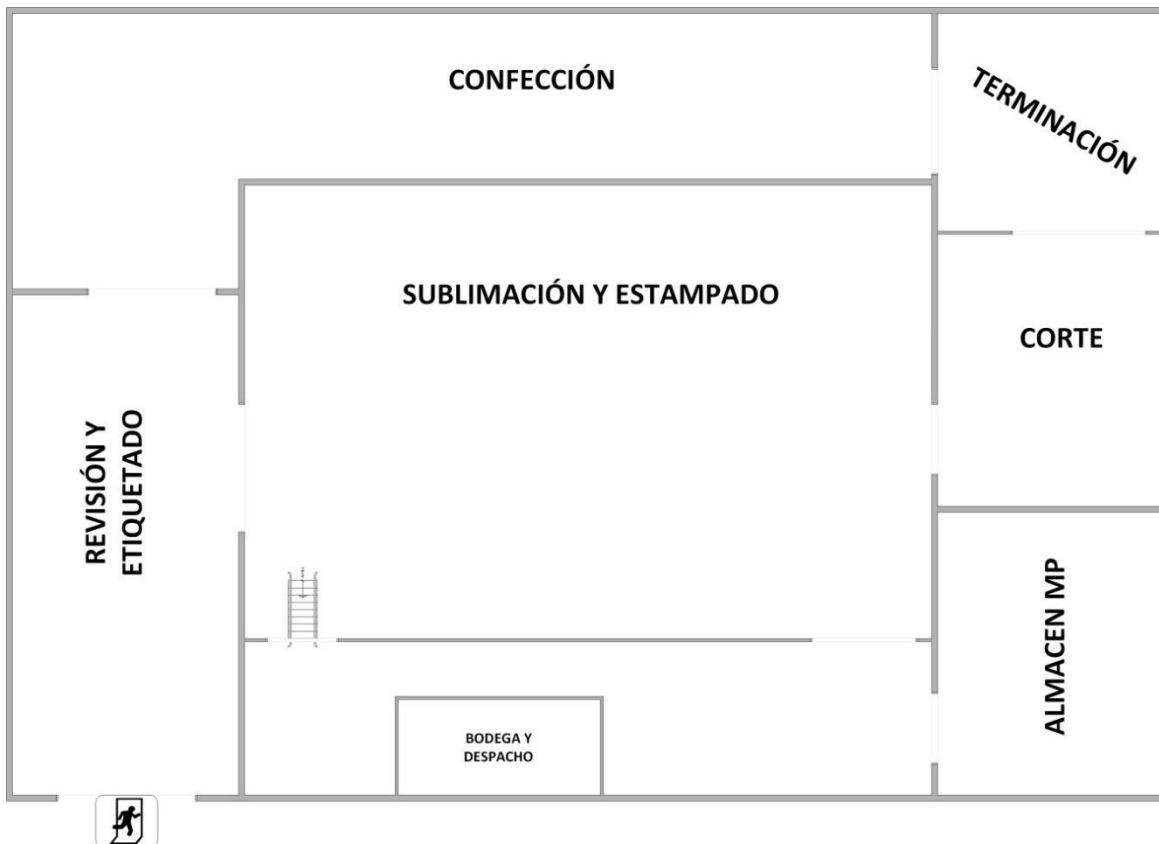 CONFECCIÓN
TERMINACIÓN
SUBLIMACIÓN Y ESTAMPADO
CORTE
REVISIÓN Y
ETIQUETADO
ALMACEN MP
BODEGA Y
DESPACHO